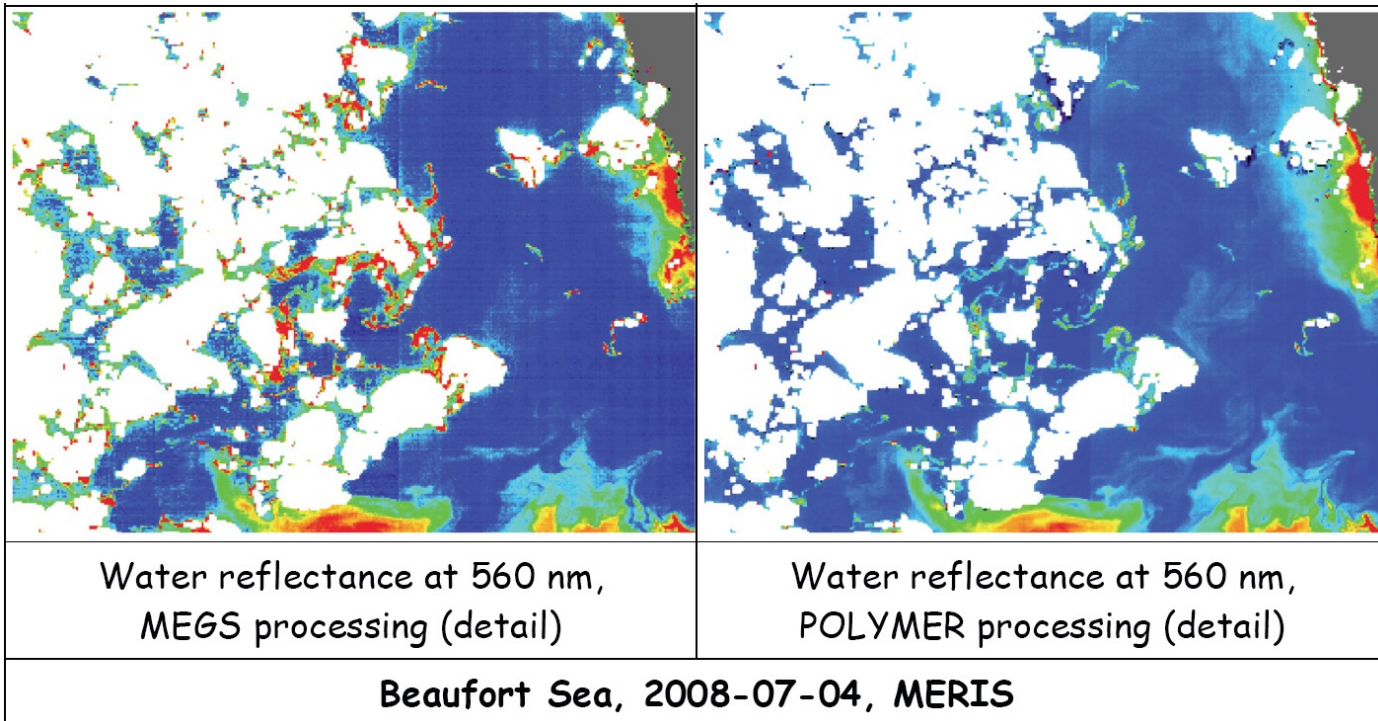 Water reflectance at 560 nm,
MEGS processing (detail)
Water reflectance at 560 nm,
POLYMER processing (detail)
Beaufort Sea, 2008-07-04, MERIS